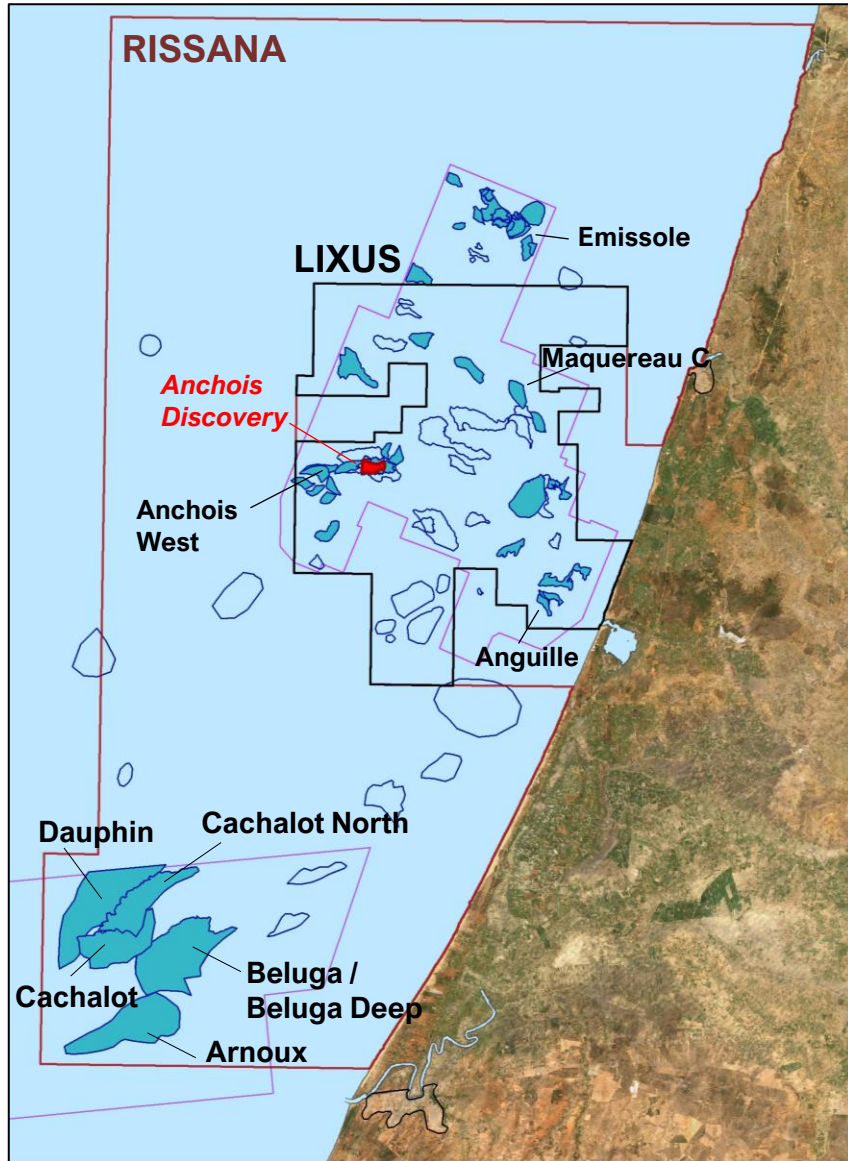 RISSANA
Emissole
LIXUS
Maquereau C
Anchois
Discovery
Anchois
West
Anguille
Cachalot North
Dauphin
Beluga /
Beluga Deep
Cachalot
Arnoux